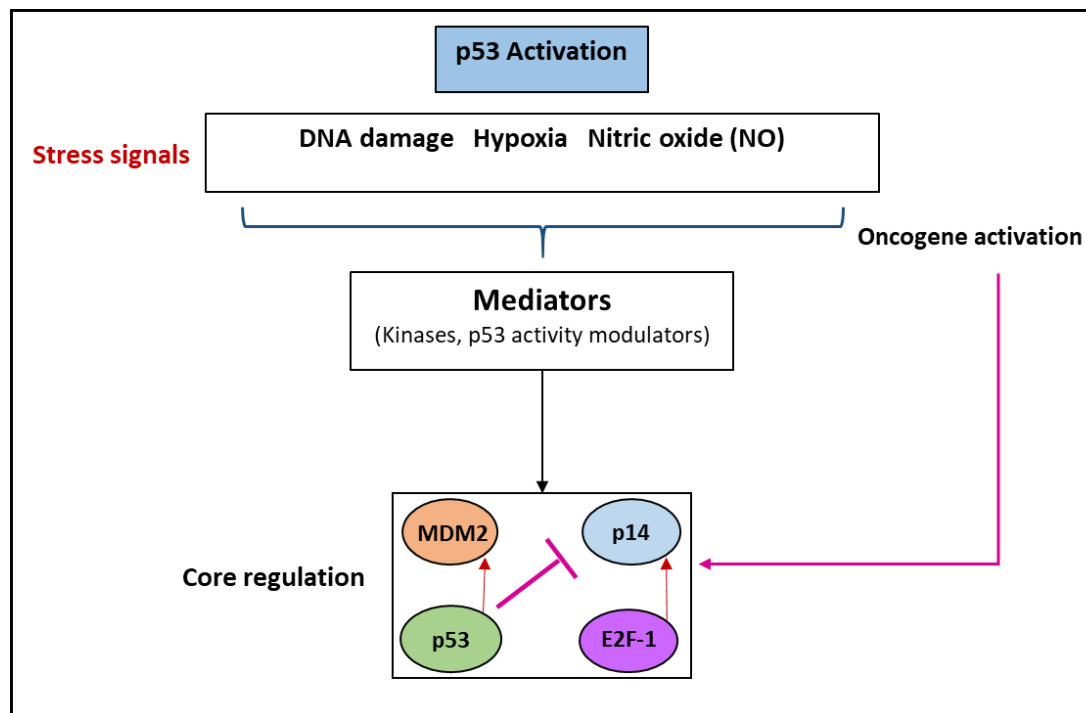 p53 Activation
DNA damage Hypoxia Nitric oxide (NO)
Stress signals
Oncogene activation
Mediators
(Kinases, p53 activity modulators)
MDM2
p14
Core regulation
p53
E2F-1